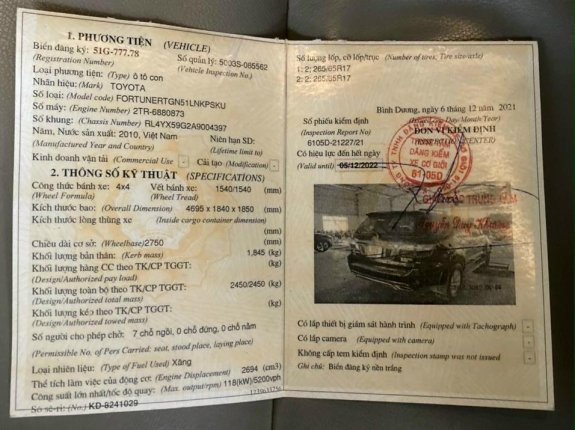 1. PHƯƠNG TIỆN (VEHICLE)
Biển đăng ký: 51G-777.78 Số quản lý: 5003S-085562
(Registration Number) (Vehicle Inspection No.)
Loại phương tiện: (Type) ô tô con
Nhãn hiệu: (Mark) TOYOTA
Số loại: (Model code) FORTUNERTGN51LNKPSKU
Số máy: (Engine Number) 2TR-6880873
Số khung: (Chassis Number) RL4YX59G2A9004397
Năm, Nước sản xuất: 2010, Việt Nam Niên hạn SD:
(Manufactured Year and Country) (Lifetime limit to)
Kinh doanh vận tải (Commercial Use) - Cải tạo (Modification) -
2. THÔNG SỐ KỸ THUẬT (SPECIFICATIONS)
Công thức bánh xe: 4x4 Vết bánh xe: 1540/1540 (mm)
(Wheel Formula) (Wheel Tread)
Kích thước bao: (Overall Dimension) 4695 x 1840 x 1850 (mm)
Kích thước lòng thùng xe (Inside cargo container dimension)
(mm)
Chiều dài cơ sở: (Wheelbase) 2750 (mm)
Khối lượng bản thân: (Kerb mass) 1,845 (kg)
Khối lượng hàng CC theo TK/CP TGGT: (kg)
(Design/Authorized pay load)
Khối lượng toàn bộ theo TK/CP TGGT: 2450/2450 (kg)
(Design/Authorized total mass)
Khối lượng kéo theo TK/CP TGGT: (kg)
(Design/Authorized towed mass)
Số người cho phép chở: 7 chỗ ngồi, 0 chỗ đứng, 0 chỗ nằm
(Permissible No. of Pers Carried: seat, stood place, laying place)
Loại nhiên liệu: (Type of Fuel Used) Xăng
Thể tích làm việc của động cơ: (Engine Displacement) 2694 (cm3)
Công suất lớn nhất/tốc độ quay: (Max. output/rpm) 118(kW)/5200vph
Số sê-ri: (No.) KD-8241029
Số lượng lốp, cỡ lốp/trục (Number of tires; Tire size/axle)
1: 2; 265/65R17
2: 2; 265/65R17
Bình Dương, ngày 6 tháng 12 năm 2021
Số phiếu kiểm định (Issued on: Day/Month/Year)
(Inspection Report No) ĐƠN VỊ KIỂM ĐỊNH
6105D-21227/21
Có hiệu lực đến hết ngày
(Valid until) 05/12/2022
ĐĂNG KIỂM
XE CƠ GIỚI
61-05D
Có lắp thiết bị giám sát hành trình (Equipped with Tachograph) -
Có lắp camera (Equipped with camera) -
Không cấp tem kiểm định (Inspection stamp was not issued) -
Ghi chú: Biển đăng ký nền trắng